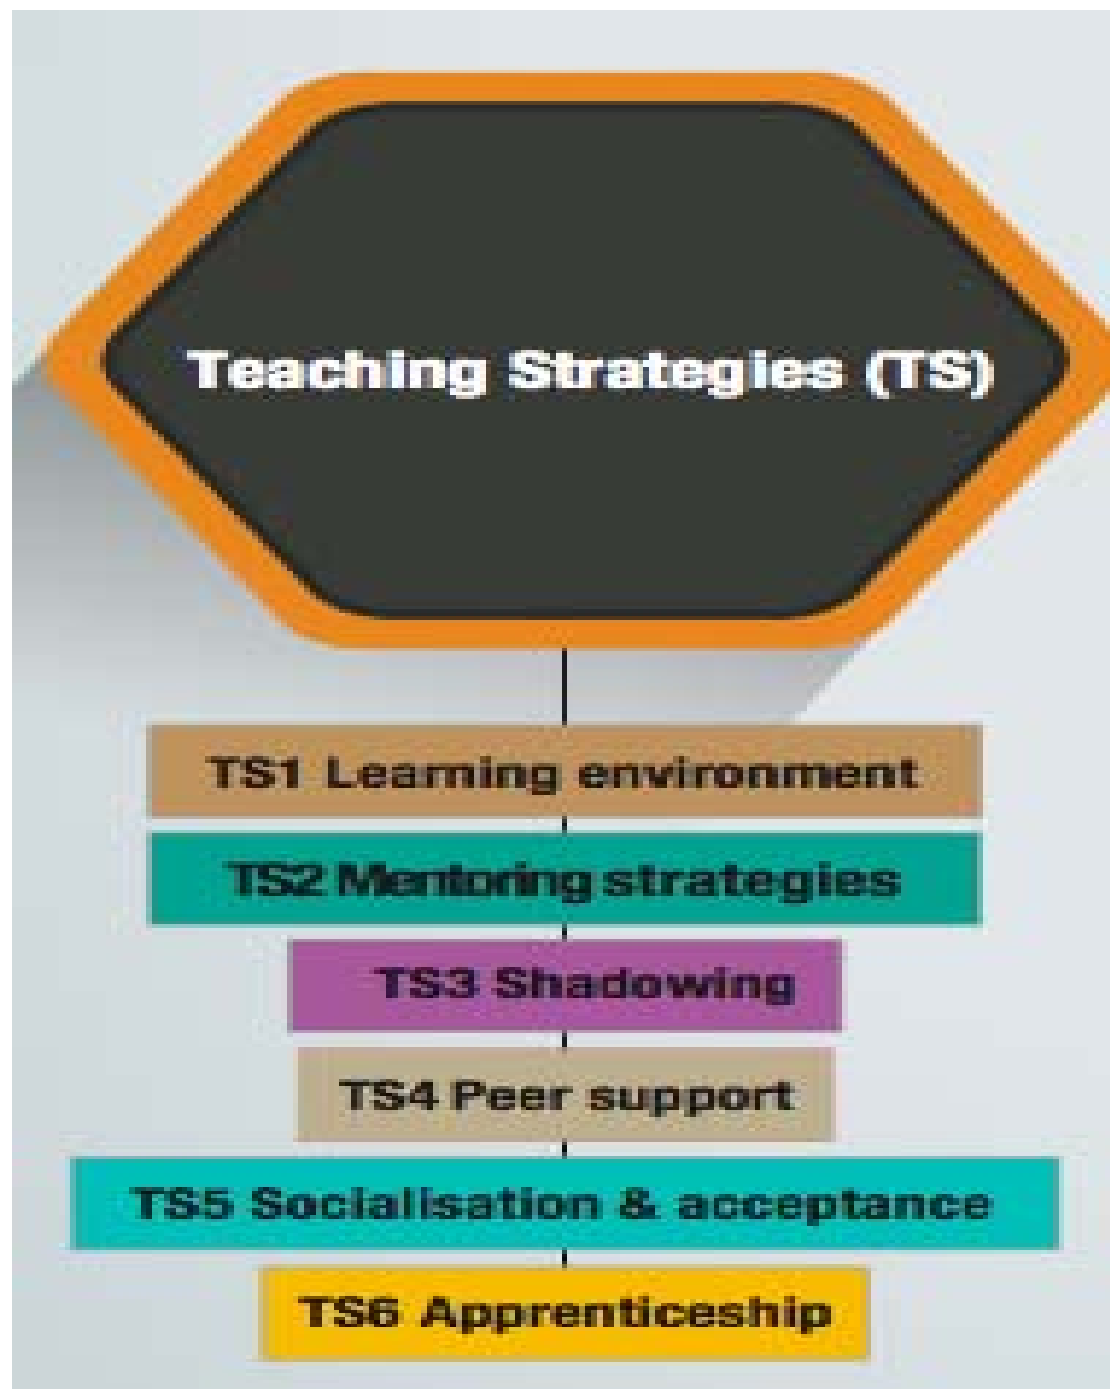 Teaching Strategies (TS)
TS1 Learning environment
TS2 Mentoring strategies
TS3 Shadowing
TS4 Peer support
TS5 Socialisation & acceptance
TS6 Apprenticeship